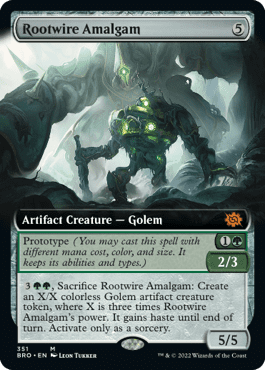 Rootwire Amalgam 5
Artifact Creature — Golem
Prototype (You may cast this spell with
different mana cost, color, and size. It
keeps its abilities and types.)
1
2/3
3, Sacrifice Rootwire Amalgam: Create
an X/X colorless Golem artifact creature
token, where X is three times Rootwire
Amalgam's power. It gains haste until end of
turn. Activate only as a sorcery.
5/5
351 M
BRO • EN LEON TUKKER
™ & © 2022 Wizards of the Coast